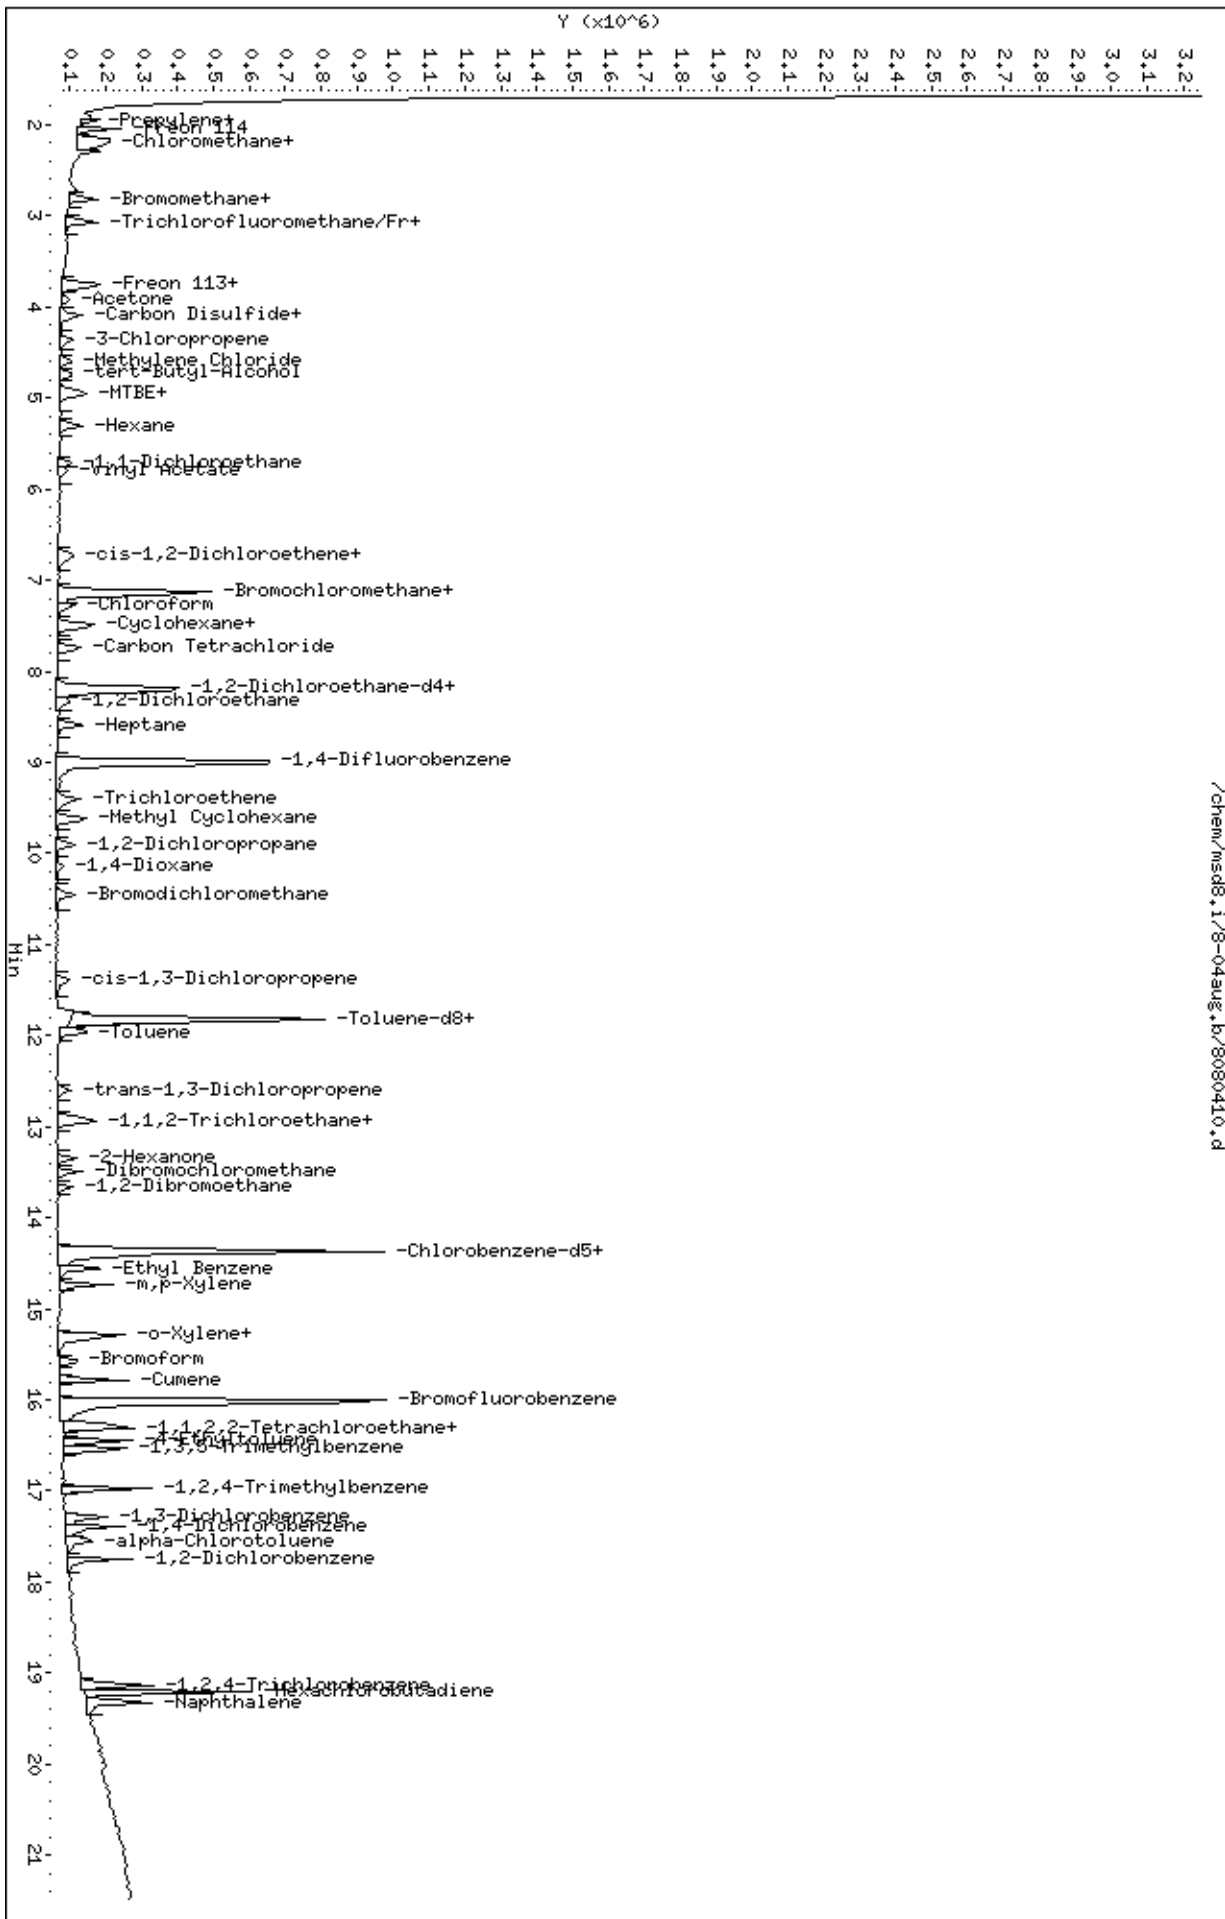 Y (x10^6)
0.1
0.2
0.3
0.4
0.5
0.6
0.7
0.8
0.9
1.0
1.1
1.2
1.3
1.4
1.5
1.6
1.7
1.8
1.9
2.0
2.1
2.2
2.3
2.4
2.5
2.6
2.7
2.8
2.9
3.0
3.1
3.2
-Propylene+
-Freon 114
-Chloromethane+
-Bromomethane+
-Trichlorofluoromethane/Fr+
-Freon 113+
-Acetone
-Carbon Disulfide+
-3-Chloropropene
-Methylene Chloride
-tert-Butyl-Alcohol
-MTBE+
-Hexane
-1,1-Dichloroethane
-Vinyl Acetate
-cis-1,2-Dichloroethene+
-Bromochloromethane+
-Chloroform
-Cyclohexane+
-Carbon Tetrachloride
-1,2-Dichloroethane-d4+
-1,2-Dichloroethane
-Heptane
-1,4-Difluorobenzene
-Trichloroethene
-Methyl Cyclohexane
-1,2-Dichloropropane
-1,4-Dioxane
-Bromodichloromethane
-cis-1,3-Dichloropropene
-Toluene-d8+
-Toluene
-trans-1,3-Dichloropropene
-1,1,2-Trichloroethane+
-2-Hexanone
-Dibromochloromethane
-1,2-Dibromoethane
-Chlorobenzene-d5+
-Ethyl Benzene
-m,p-Xylene
-o-Xylene+
-Bromoform
-Cumene
-Bromofluorobenzene
-1,1,2,2-Tetrachloroethane+
-4-Ethyltoluene
-1,3,5-Trimethylbenzene
-1,2,4-Trimethylbenzene
-1,3-Dichlorobenzene
-1,4-Dichlorobenzene
-alpha-Chlorotoluene
-1,2-Dichlorobenzene
-1,2,4-Trichlorobenzene
-Hexachlorobutadiene
-Naphthalene
2
3
4
5
6
7
8
9
10
11
12
13
14
15
16
17
18
19
20
21
Min
/chem/msd8.i/8-04aug.b/8080410.d